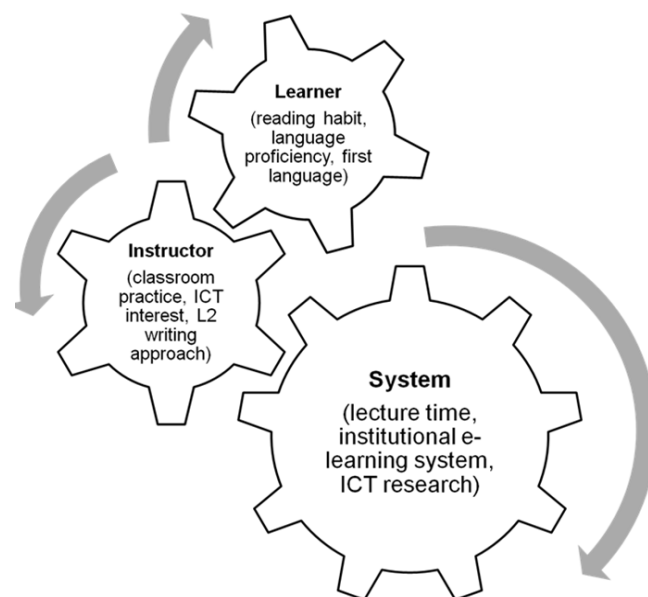 Learner
(reading habit,
language
proficiency, first
language)
Instructor
(classroom
practice, ICT
interest, L2
writing
approach)
System
(lecture time,
institutional e-
learning system,
ICT research)